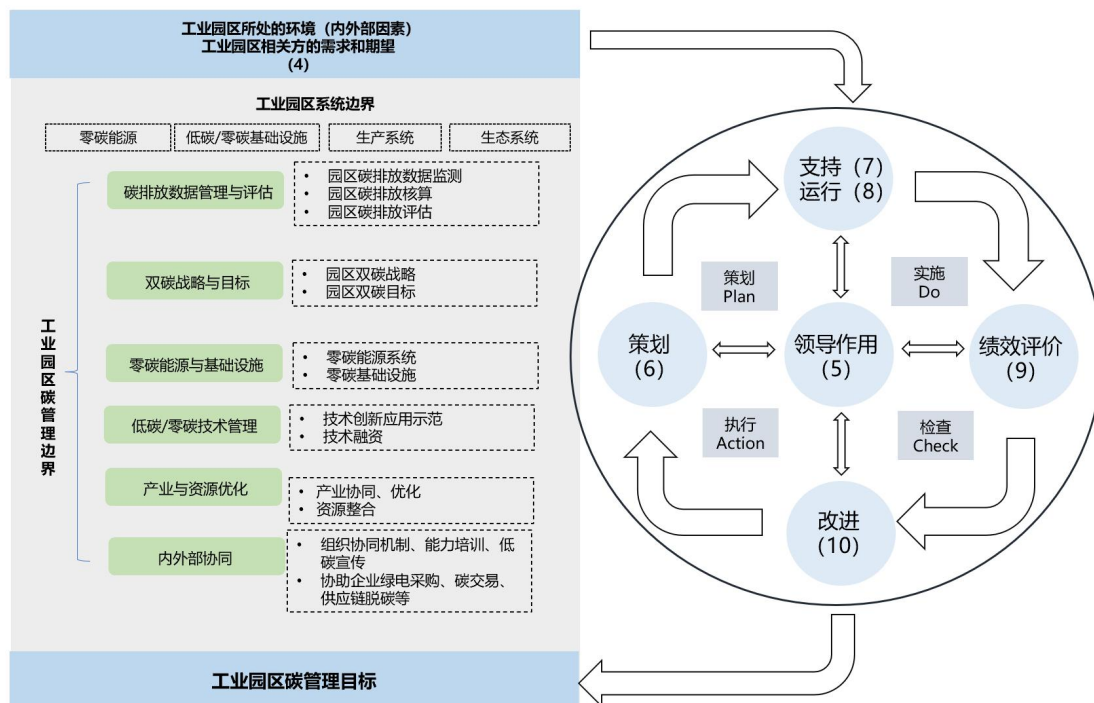 工业园区所处的环境（内外部因素）
工业园区相关方的需求和期望
（4）
工业园区系统边界
零碳能源
低碳/零碳基础设施
生产系统
生态系统
工业园区碳管理边界
碳排放数据管理与评估
• 园区碳排放数据监测
• 园区碳排放核算
• 园区碳排放评估
双碳战略与目标
• 园区双碳战略
• 园区双碳目标
零碳能源与基础设施
• 零碳能源系统
• 零碳基础设施
低碳/零碳技术管理
• 技术创新应用示范
• 技术融资
产业与资源优化
• 产业协同、优化
• 资源整合
内外部协同
• 组织协同机制、能力培训、低
碳宣传
• 协助企业绿电采购、碳交易、
供应链脱碳等
工业园区碳管理目标
支持（7）
运行（8）
策划
Plan
实施
Do
策划
（6）
领导作用
（5）
绩效评价
（9）
执行
Action
检查
Check
改进
（10）